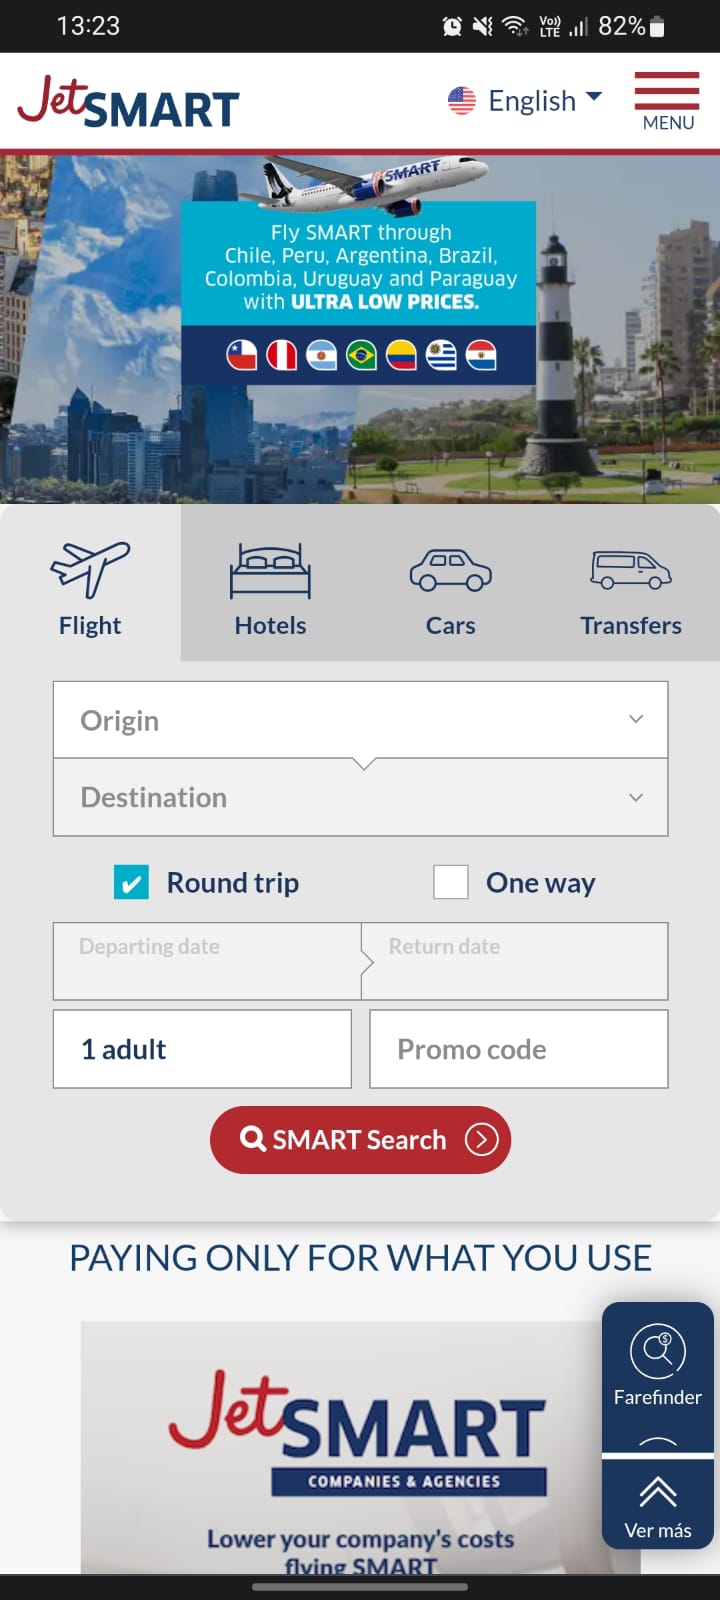 13:23
Vo))
LTE
82%
JetSMART
English
MENU
SMART
Fly SMART through
Chile, Peru, Argentina, Brazil,
Colombia, Uruguay and Paraguay
with ULTRA LOW PRICES.
Flight
Hotels
Cars
Transfers
Origin
Destination
Round trip
One way
Departing date
Return date
1 adult
Promo code
SMART Search
PAYING ONLY FOR WHAT YOU USE
Farefinder
JetSMART
COMPANIES & AGENCIES
Ver más
Lower your company's costs
flying SMART